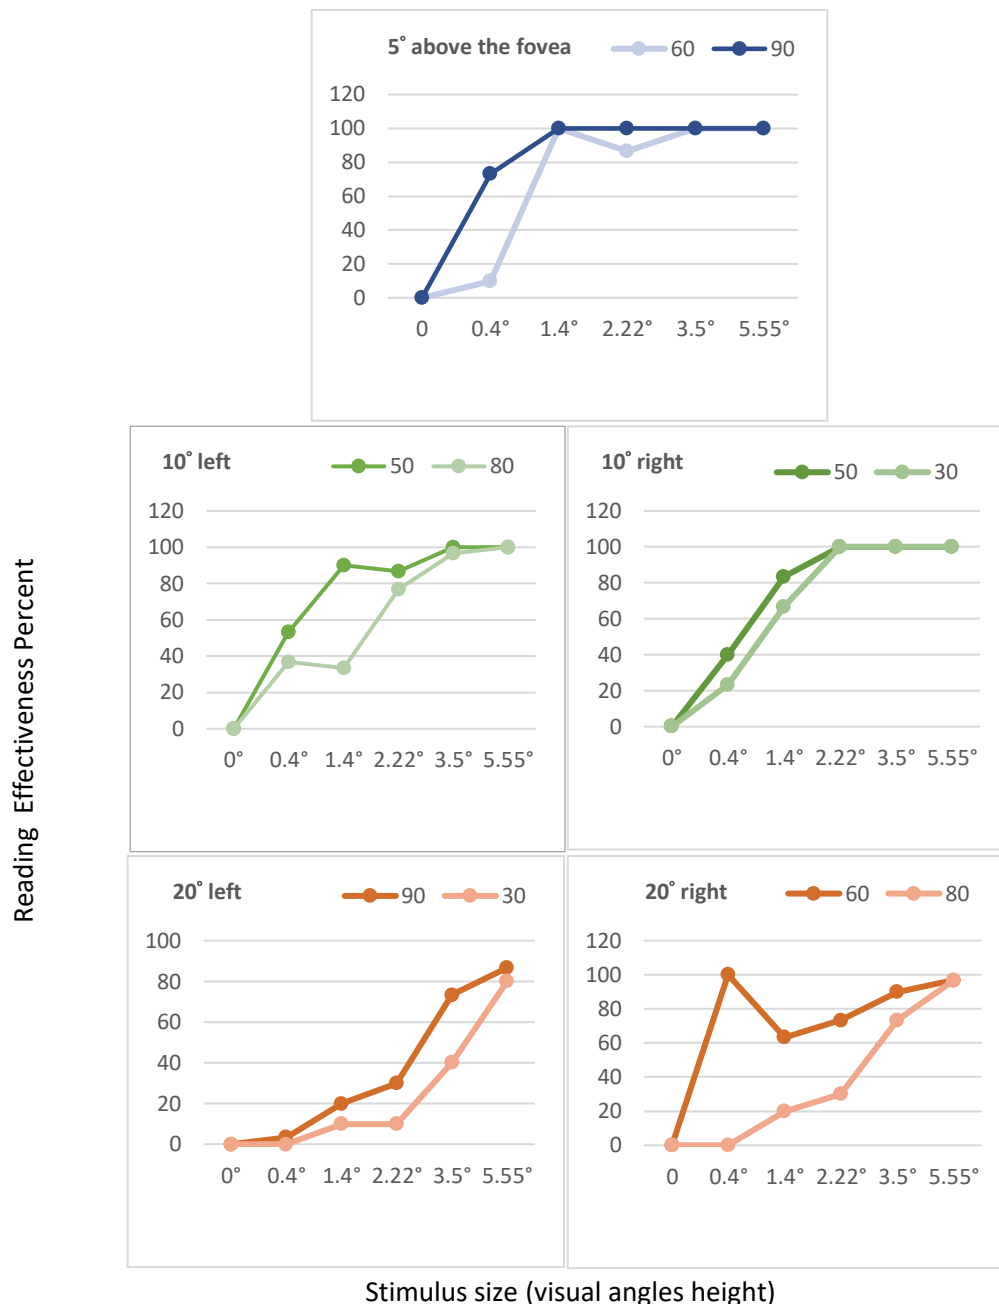 5° above the fovea 60 90
120
100
80
60
40
20
0
0 0.4° 1.4° 2.22° 3.5° 5.55°
10° left 50 80
120
100
80
60
40
20
0
0° 0.4° 1.4° 2.22° 3.5° 5.55°
10° right 50 30
120
100
80
60
40
20
0
0° 0.4° 1.4° 2.22° 3.5° 5.55°
Reading Effectiveness Percent
20° left 90 30
100
80
60
40
20
0
0° 0.4° 1.4° 2.22° 3.5° 5.55°
20° right 60 80
120
100
80
60
40
20
0
0 0.4° 1.4° 2.22° 3.5° 5.55°
Stimulus size (visual angles height)